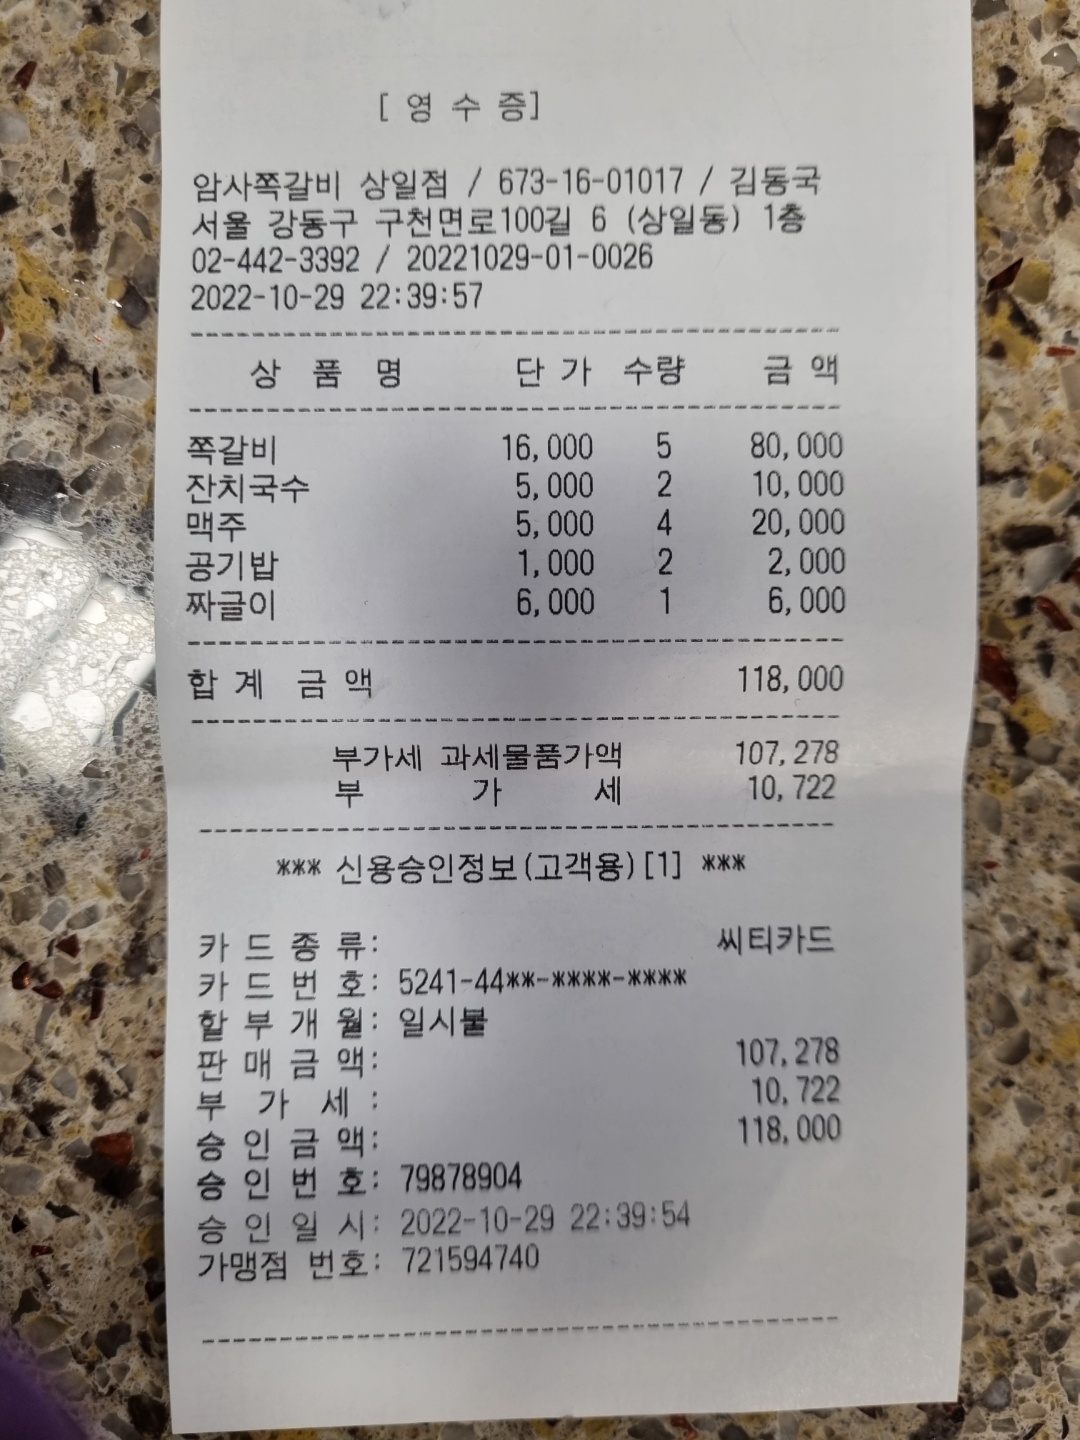 [ 영 수 증]
암사쪽갈비 상일점 / 673-16-01017 / 김동국
서울 강동구 구천면로100길 6 (상일동) 1층
02-442-3392 / 20221029-01-0026
2022-10-29 22:39:57
상 품 명 단 가 수량 금 액
쪽갈비 16,000 5 80,000
잔치국수 5,000 2 10,000
맥주 5,000 4 20,000
공기밥 1,000 2 2,000
짜글이 6,000 1 6,000
합 계 금 액 118,000
부가세 과세물품가액 107,278
부 가 세 10,722
*** 신용승인정보(고객용)[1] ***
카 드 종 류: 씨티카드
카 드 번 호: 5241-44**-****-****
할 부 개 월: 일시불
판 매 금 액: 107,278
부 가 세 : 10,722
승 인 금 액: 118,000
승 인 번 호: 79878904
승 인 일 시: 2022-10-29 22:39:54
가맹점 번호: 721594740